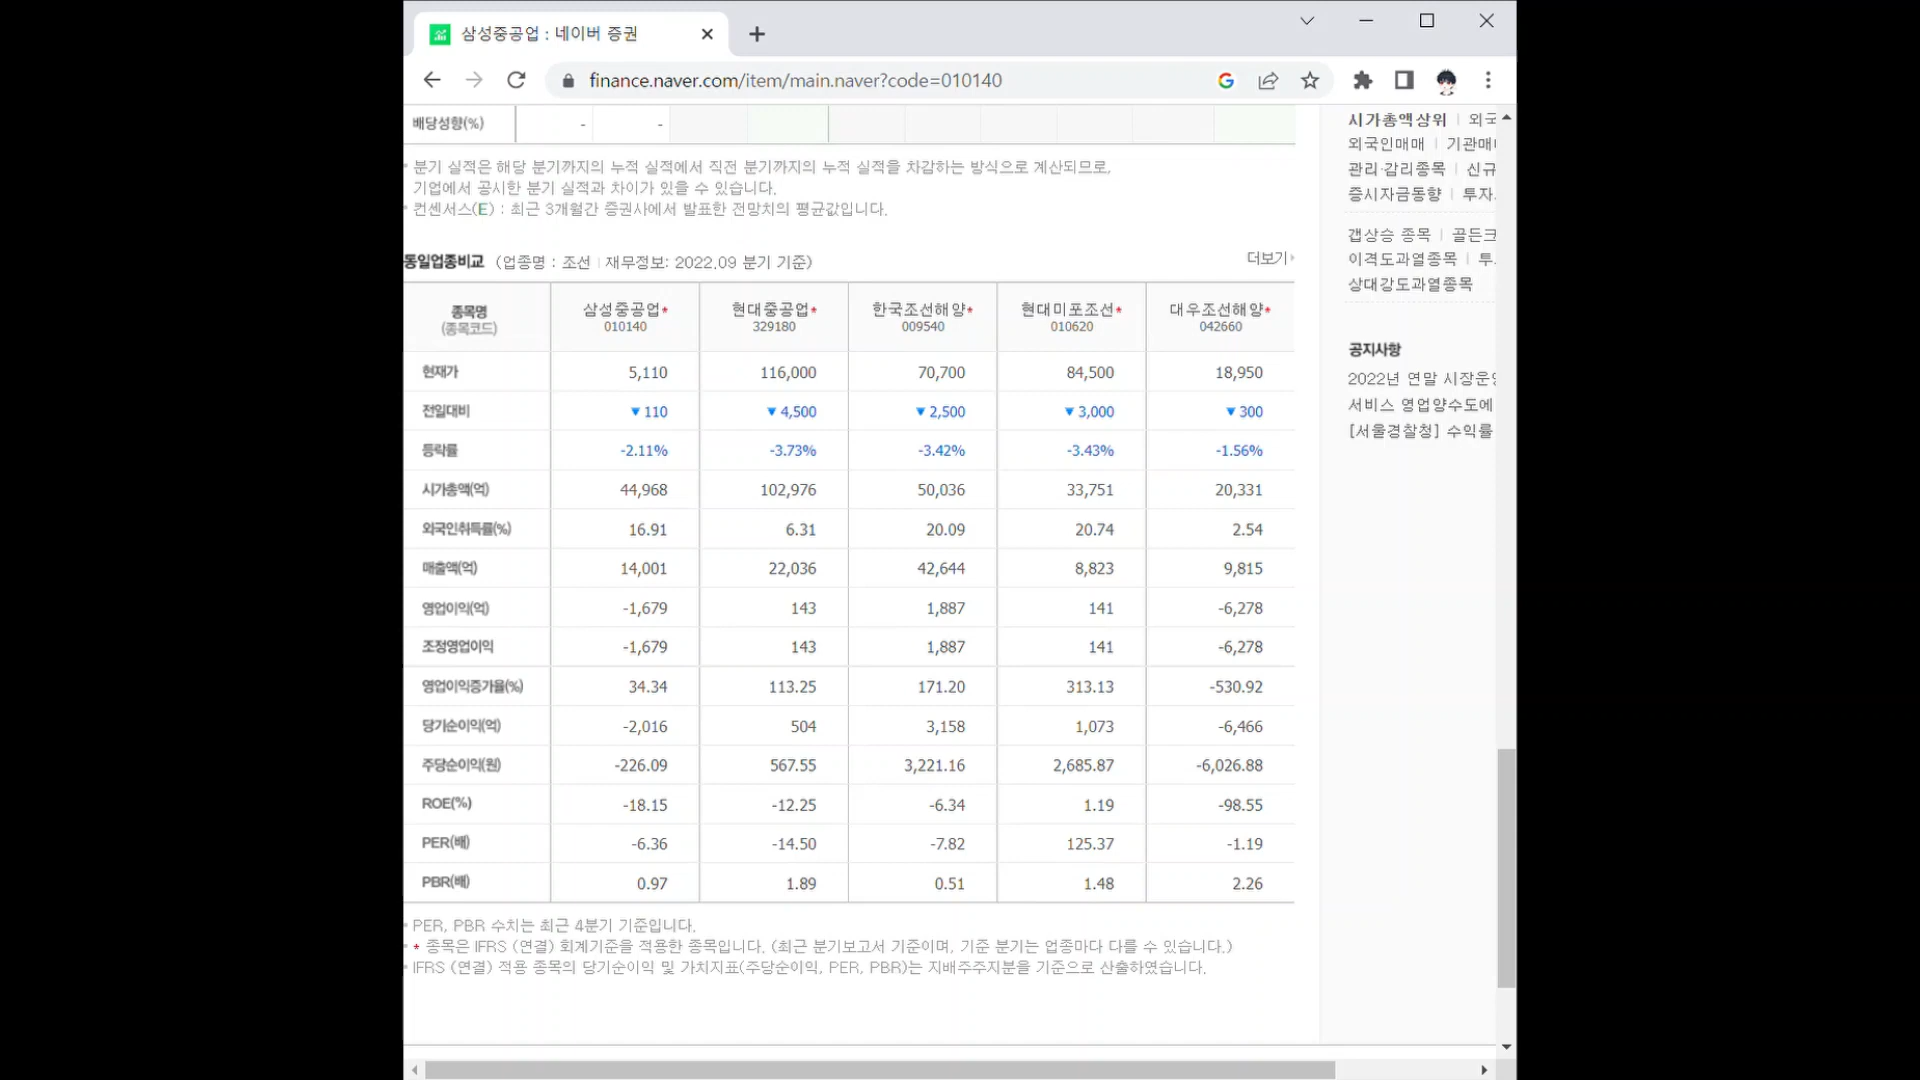 삼성중공업 : 네이버 증권
finance.naver.com/item/main.naver?code=010140
배당성향(%) - -
분기 실적은 해당 분기까지의 누적 실적에서 직전 분기까지의 누적 실적을 차감하는 방식으로 계산되므로,
기업에서 공시한 분기 실적과 차이가 있을 수 있습니다.
컨센서스(E) : 최근 3개월간 증권사에서 발표한 전망치의 평균값입니다.
동일업종비교 (업종명 : 조선 | 재무정보: 2022.09 분기 기준) 더보기
종목명 삼성중공업* 현대중공업* 한국조선해양* 현대미포조선* 대우조선해양*
(종목코드) 010140 329180 009540 010620 042660
현재가 5,110 116,000 70,700 84,500 18,950
전일대비 ▼ 110 ▼ 4,500 ▼ 2,500 ▼ 3,000 ▼ 300
등락률 -2.11% -3.73% -3.42% -3.43% -1.56%
시가총액(억) 44,968 102,976 50,036 33,751 20,331
외국인취득률(%) 16.91 6.31 20.09 20.74 2.54
매출액(억) 14,001 22,036 42,644 8,823 9,815
영업이익(억) -1,679 143 1,887 141 -6,278
조정영업이익 -1,679 143 1,887 141 -6,278
영업이익증가율(%) 34.34 113.25 171.20 313.13 -530.92
당기순이익(억) -2,016 504 3,158 1,073 -6,466
주당순이익(원) -226.09 567.55 3,221.16 2,685.87 -6,026.88
ROE(%) -18.15 -12.25 -6.34 1.19 -98.55
PER(배) -6.36 -14.50 -7.82 125.37 -1.19
PBR(배) 0.97 1.89 0.51 1.48 2.26
PER, PBR 수치는 최근 4분기 기준입니다.
* 종목은 IFRS (연결) 회계기준을 적용한 종목입니다. (최근 분기보고서 기준이며, 기준 분기는 업종마다 다를 수 있습니다.)
IFRS (연결) 적용 종목의 당기순이익 및 가치지표(주당순이익, PER, PBR)는 지배주주지분을 기준으로 산출하였습니다.
시가총액상위 | 외국
외국인매매 | 기관매
관리·감리종목 | 신규
증시자금동향 | 투자
갭상승 종목 | 골든크
이격도과열종목 | 투
상대강도과열종목
공지사항
2022년 연말 시장운영
서비스 영업양수도에
[서울경찰청] 수익률